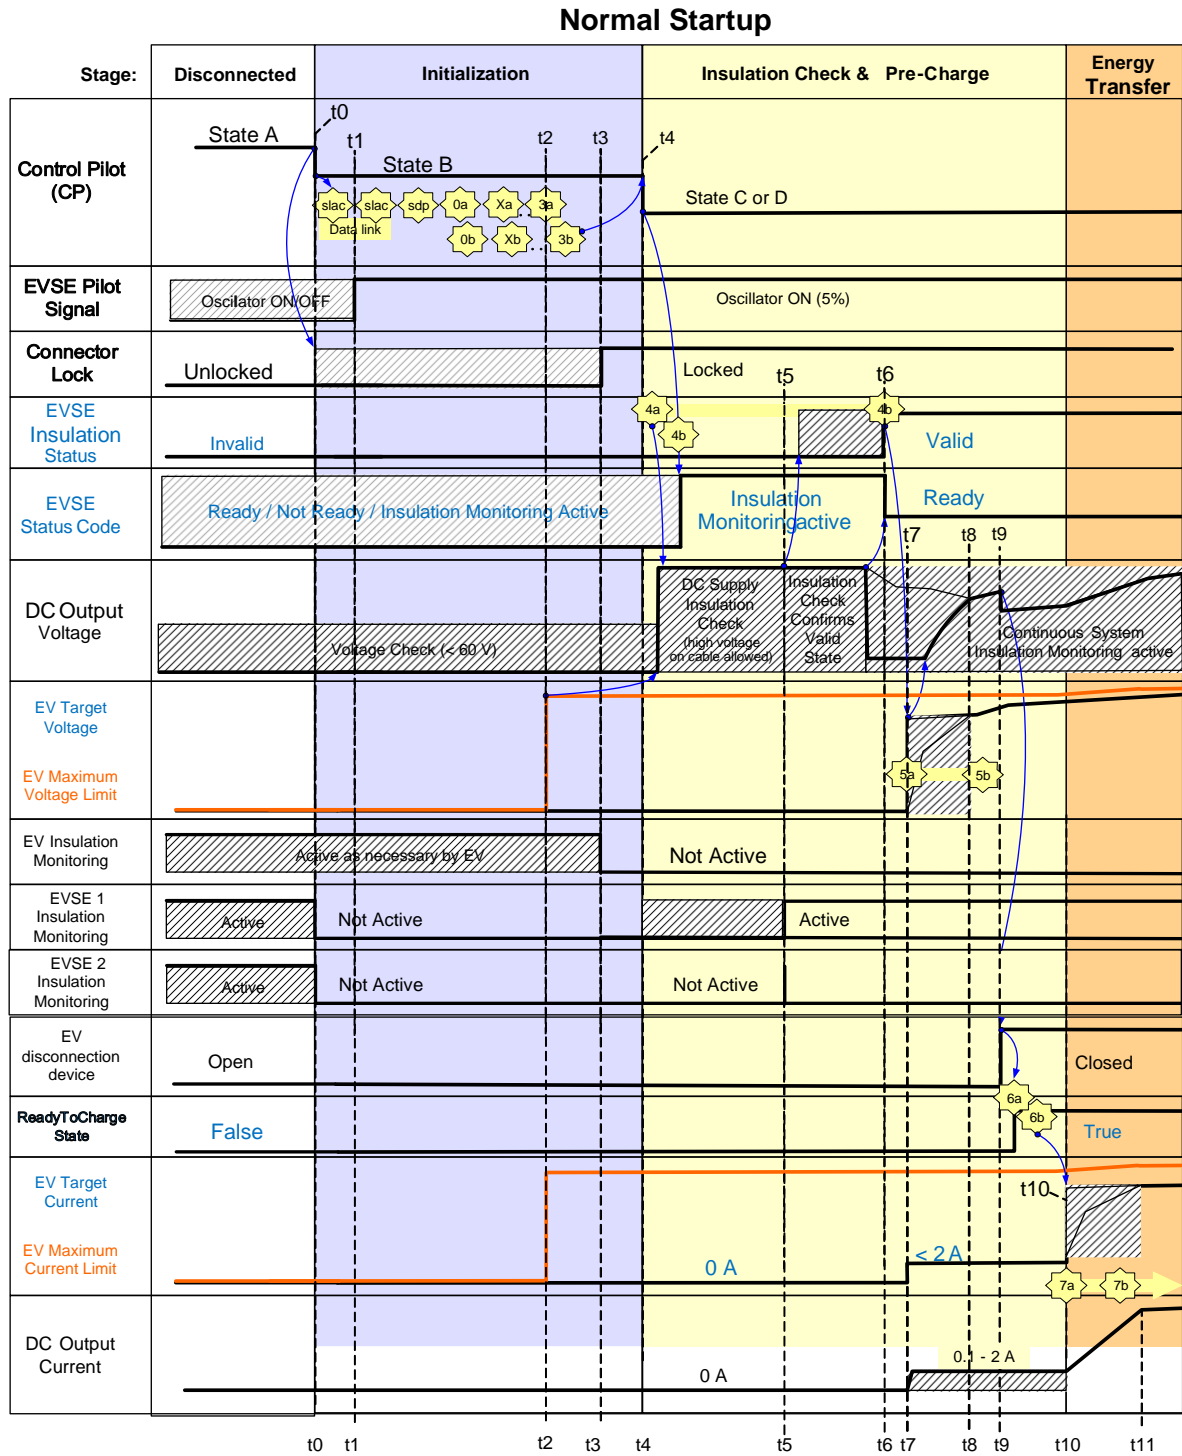 Normal Startup
Stage:
Disconnected
Initialization
Insulation Check & Pre-Charge
Energy
Transfer
Control Pilot
(CP)
State A
t0
t1
State B
t2
t3
t4
State C or D
slac
slac
sdp
0a
Xa
..
3a
Data link
0b
Xb
..
3b
EVSE Pilot
Signal
Oscilator ON/OFF
Oscillator ON (5%)
Connector
Lock
Unlocked
Locked
t5
t6
EVSE
Insulation
Status
Invalid
4a
4b
4b
Valid
EVSE
Status Code
Ready / Not Ready / Insulation Monitoring Active
Insulation
Monitoringactive
Ready
t7
t8
t9
DC Output
Voltage
Voltage Check (< 60 V)
DC Supply
Insulation
Check
(high voltage
on cable allowed)
Insulation
Check
Confirms
Valid
State
Continuous System
Insulation Monitoring active
EV Target
Voltage
EV Maximum
Voltage Limit
5a
5b
EV Insulation
Monitoring
Active as necessary by EV
Not Active
EVSE 1
Insulation
Monitoring
Active
Not Active
Active
EVSE 2
Insulation
Monitoring
Active
Not Active
Not Active
EV
disconnection
device
Open
Closed
6a
6b
ReadyToCharge
State
False
True
EV Target
Current
EV Maximum
Current Limit
t10
0 A
< 2 A
7a
7b
DC Output
Current
0 A
0.1 - 2 A
t0
t1
t2
t3
t4
t5
t6
t7
t8
t9
t10
t11